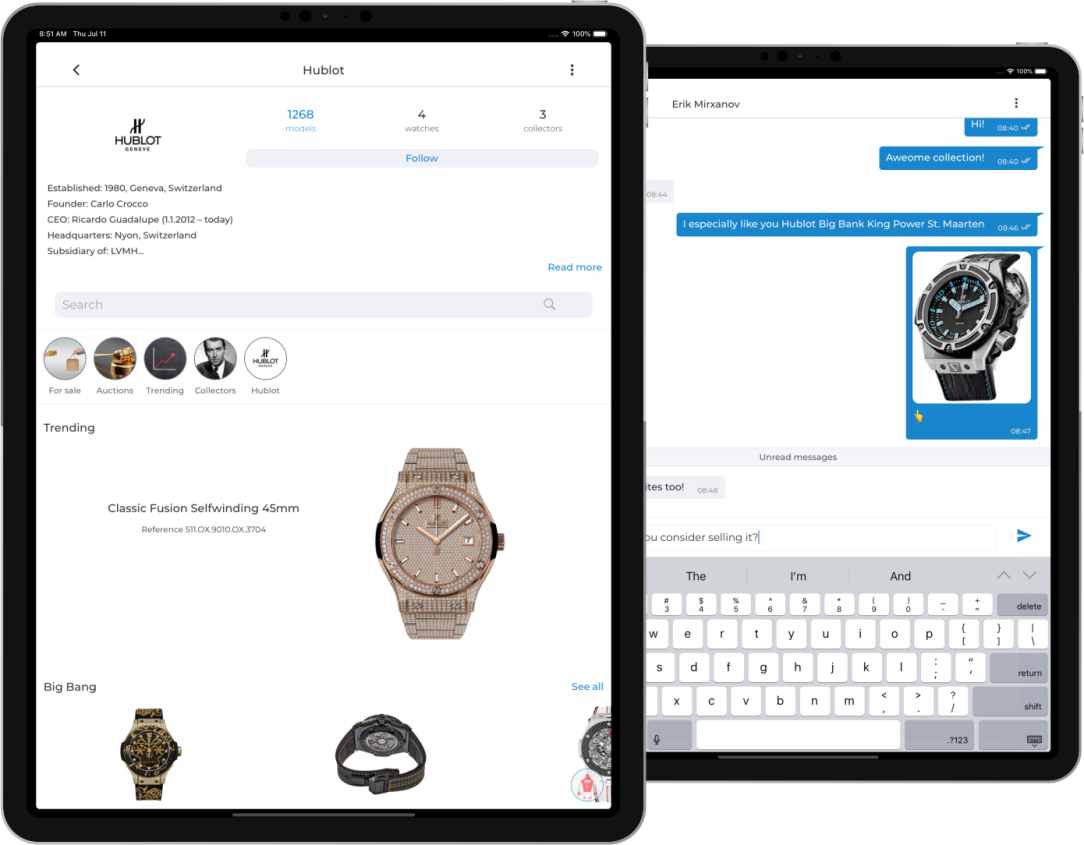 8:51 AM Thu Jul 11
100%
Hublot
HUBLOT
GENEVE
1268
models
4
watches
3
collectors
Follow
Established: 1980, Geneva, Switzerland
Founder: Carlo Crocco
CEO: Ricardo Guadalupe (1.1.2012 – today)
Headquarters: Nyon, Switzerland
Subsidiary of: LVMH...
Read more
Search
For sale
Auctions
Trending
Collectors
HUBLOT
Hublot
Trending
Classic Fusion Selfwinding 45mm
Reference 511.OX.9010.OX.3704
HUBLOT
Big Bang
See all
100%
Erik Mirxanov
Hi! 08:40
Aweome collection! 08:40
08:44
I especially like you Hublot Big Bank King Power St. Maarten 08:46
👆
08:47
Unread messages
ites too! 08:48
ou consider selling it?
The I'm And
# $ % ^ & * ( ) _ +
3 4 5 6 7 8 9 0 - = delete
w e r t y u i o p { [ } ] | \
s d f g h j k l : ; " ' return
x c v b n m < , > . ? / shift
.?123